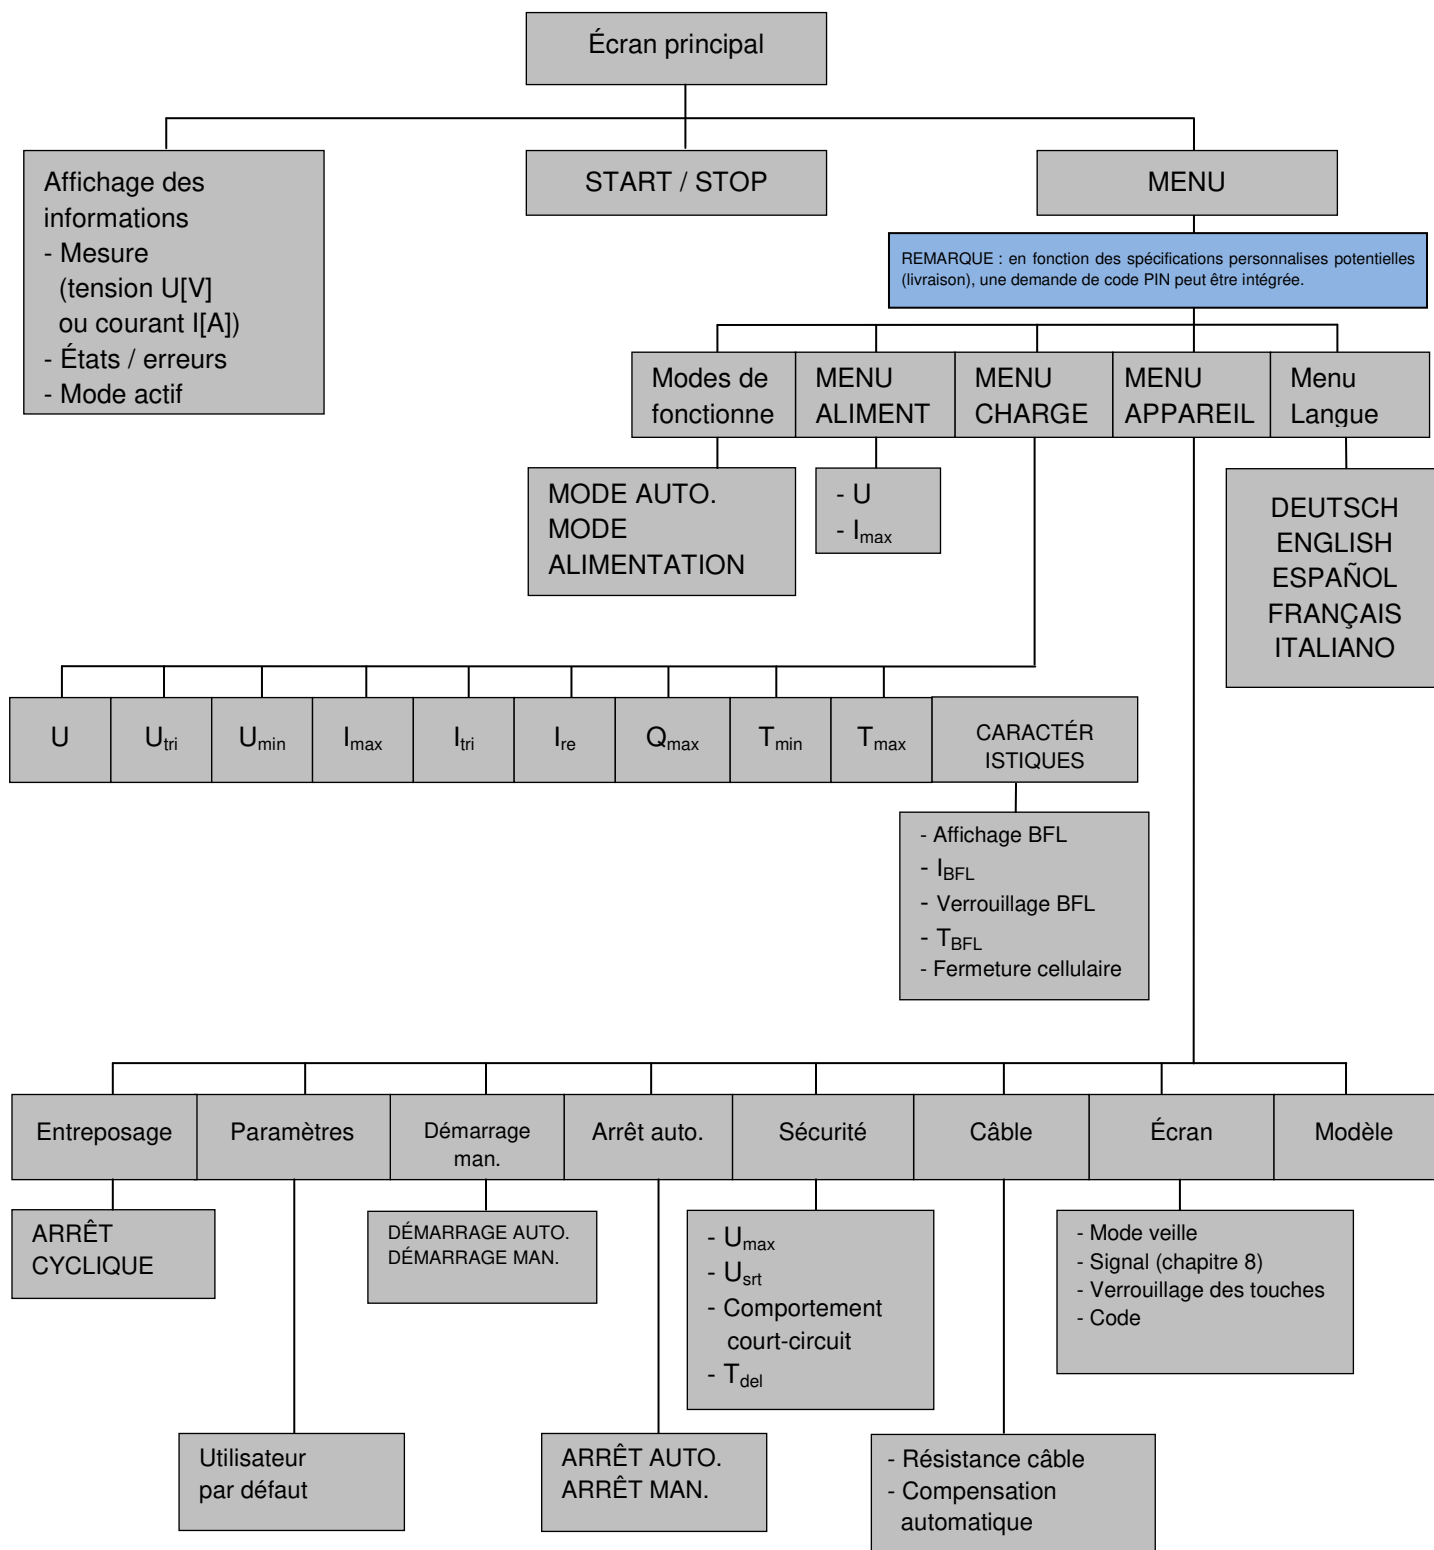 Écran principal
Affichage des
informations
- Mesure
(tension U[V]
ou courant I[A])
- États / erreurs
- Mode actif
START / STOP
MENU
REMARQUE : en fonction des spécifications personnalises potentielles
(livraison), une demande de code PIN peut être intégrée.
Modes de
fonctionne
MENU
ALIMENT
MENU
CHARGE
MENU
APPAREIL
Menu
Langue
MODE AUTO.
MODE
ALIMENTATION
- U
- Imax
DEUTSCH
ENGLISH
ESPAÑOL
FRANÇAIS
ITALIANO
U
Utri
Umin
Imax
Itri
Ire
Qmax
Tmin
Tmax
CARACTÉR
ISTIQUES
- Affichage BFL
- IBFL
- Verrouillage BFL
- TBFL
- Fermeture cellulaire
Entreposage
Paramètres
Démarrage
man.
Arrêt auto.
Sécurité
Câble
Écran
Modèle
ARRÊT
CYCLIQUE
DÉMARRAGE AUTO.
DÉMARRAGE MAN.
- Umax
- Usrt
- Comportement
court-circuit
- Tdel
- Mode veille
- Signal (chapitre 8)
- Verrouillage des touches
- Code
Utilisateur
par défaut
ARRÊT AUTO.
ARRÊT MAN.
- Résistance câble
- Compensation
automatique